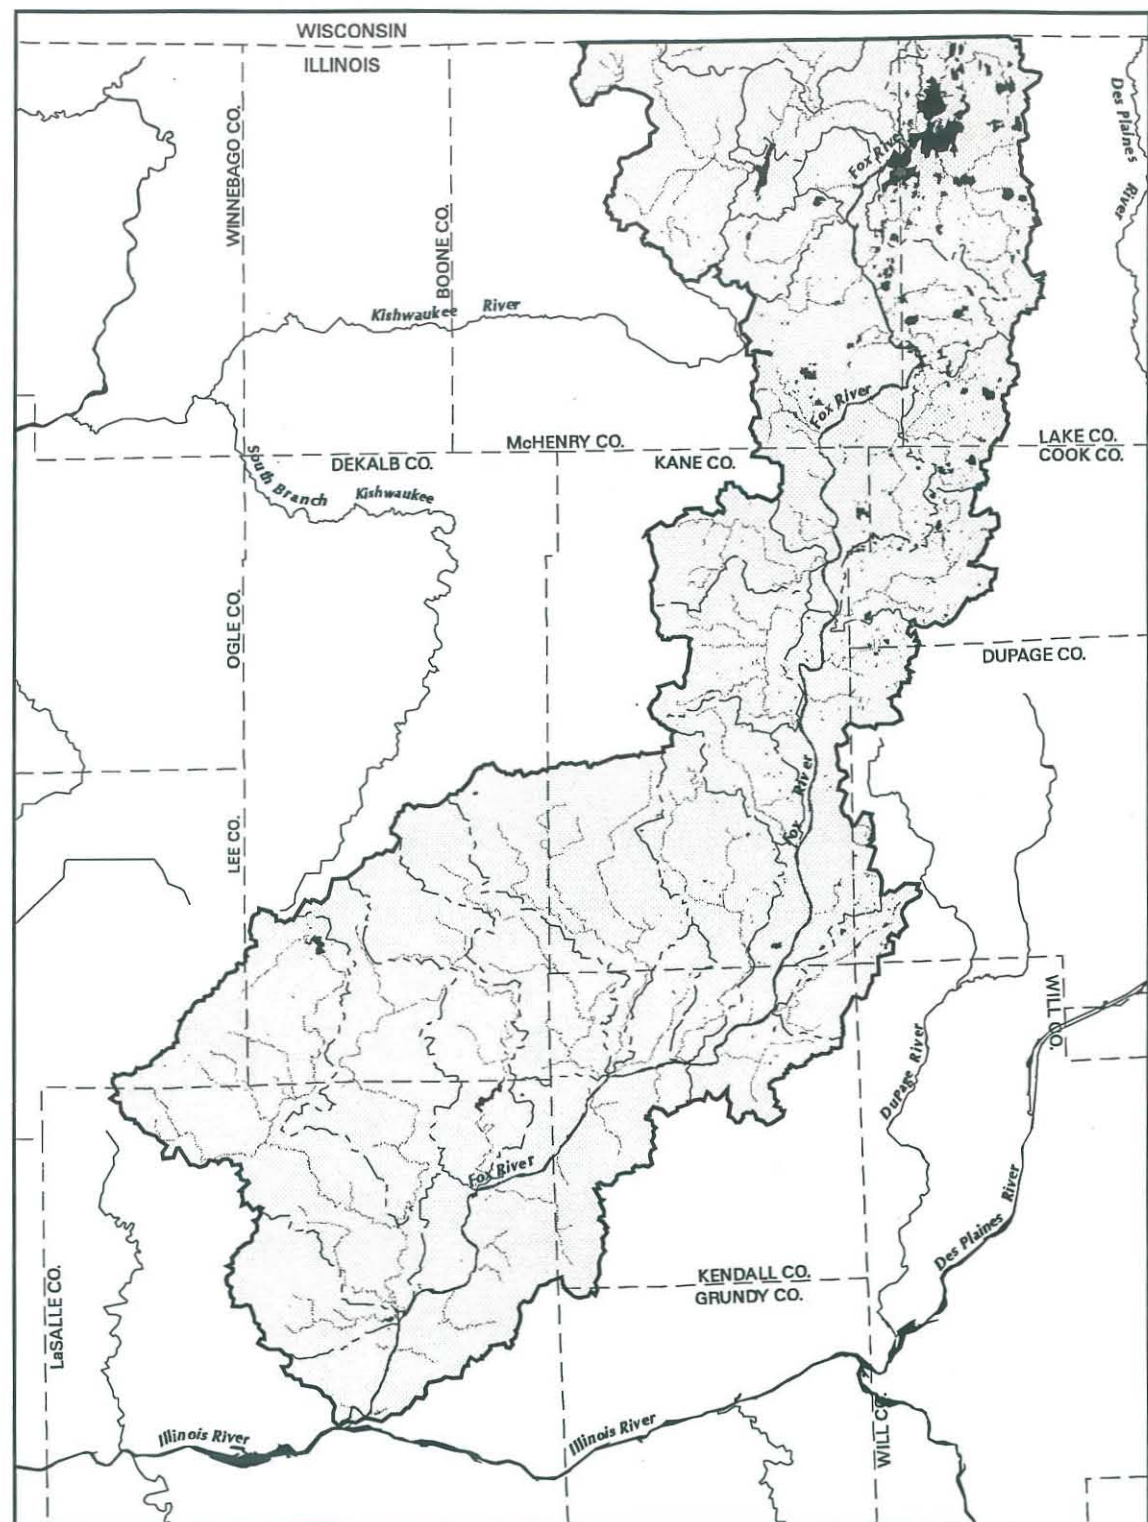 WISCONSIN
ILLINOIS
WINNEBAGO CO.
BOONE CO.
Des Plaines River
Fox River
Kishwaukee River
Fox River
McHENRY CO.
LAKE CO.
DEKALB CO.
KANE CO.
COOK CO.
South Branch Kishwaukee
OGLE CO.
DUPAGE CO.
Fox River
LEE CO.
WILL CO.
DuPage River
Fox River
Des Plaines River
KENDALL CO.
GRUNDY CO.
LaSALLE CO.
WILL CO.
Illinois River
Illinois River